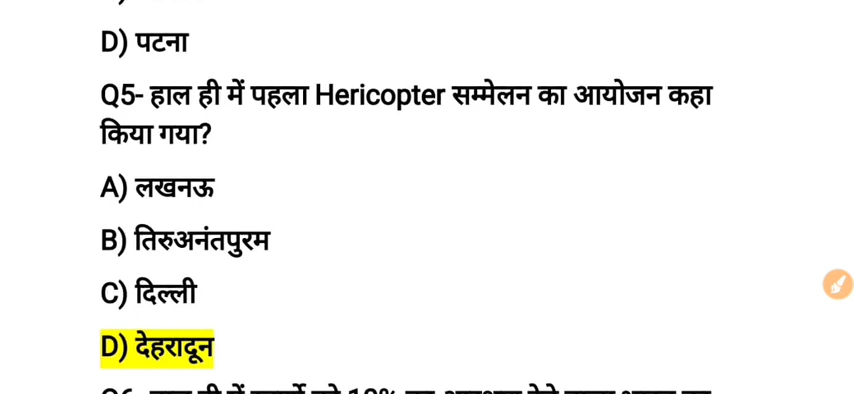 D) पटना
Q5- हाल ही में पहला Hericopter सम्मेलन का आयोजन कहा
किया गया?
A) लखनऊ
B) तिरुअनंतपुरम
C) दिल्ली
D) देहरादून